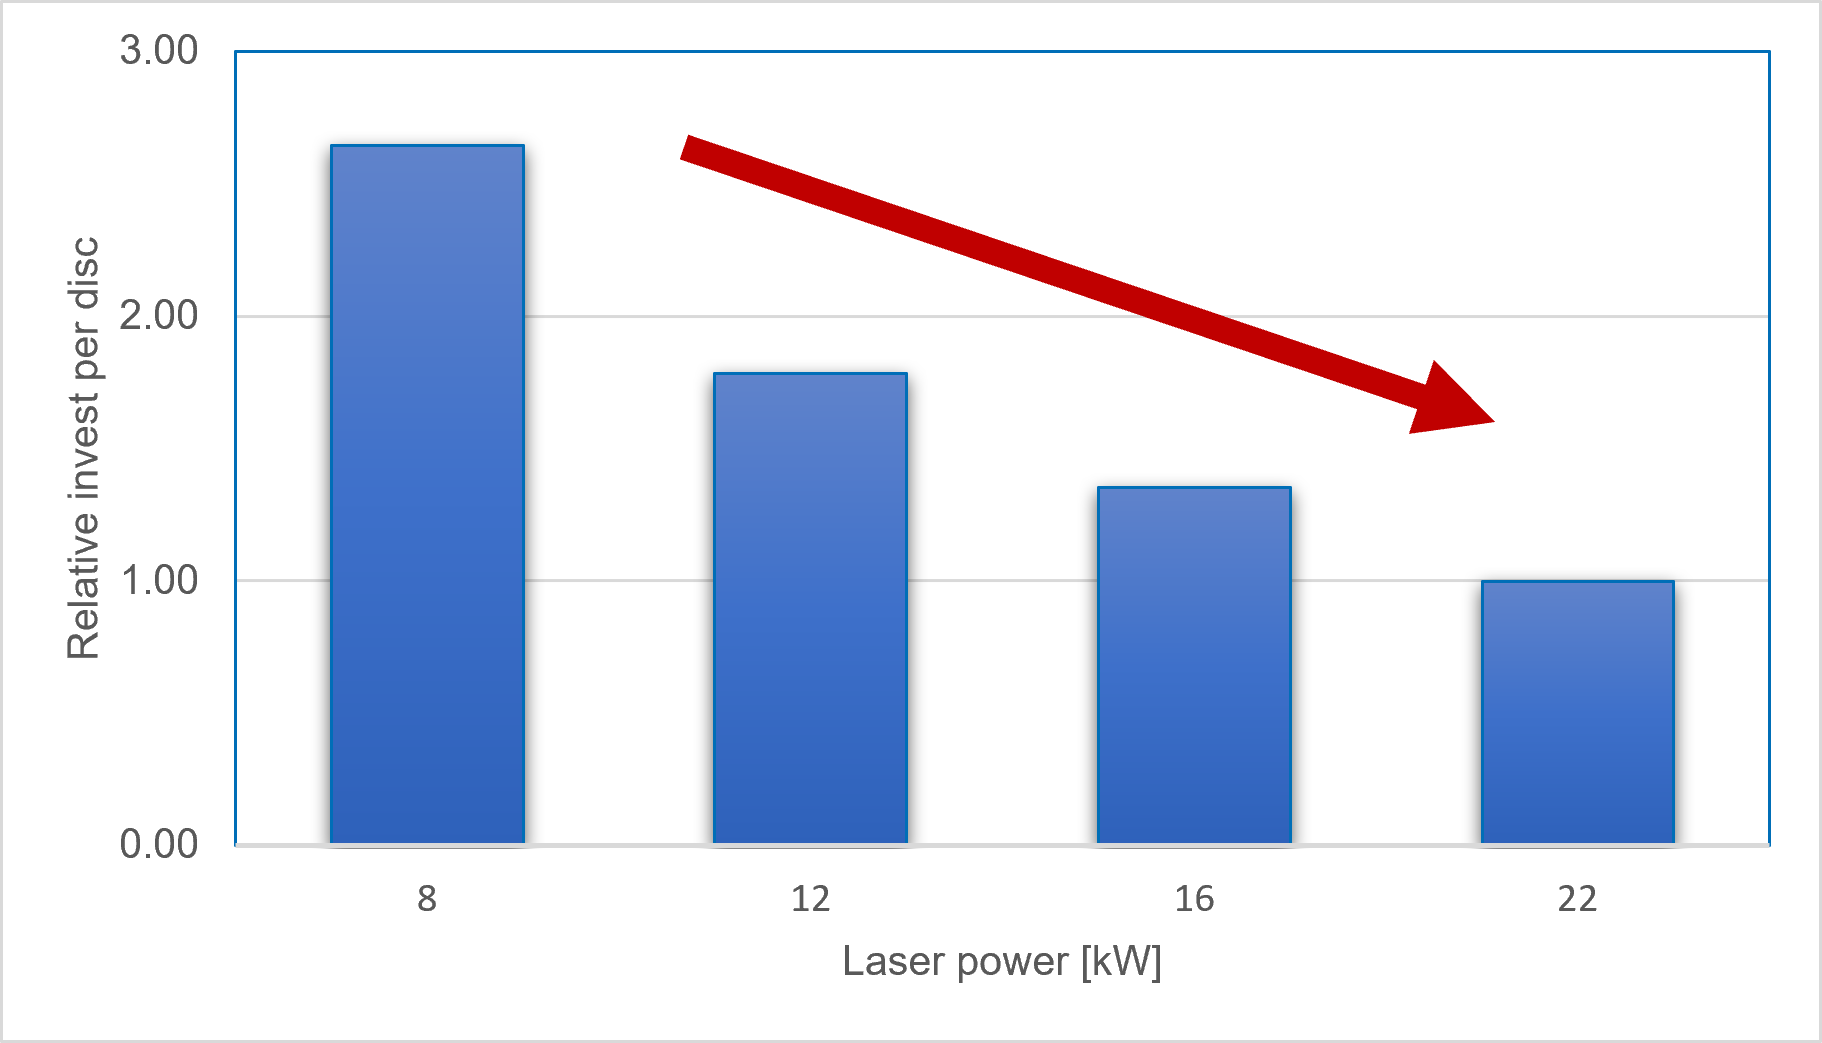 3.00
2.00
1.00
0.00
Relative invest per disc
8 12 16 22
Laser power [kW]